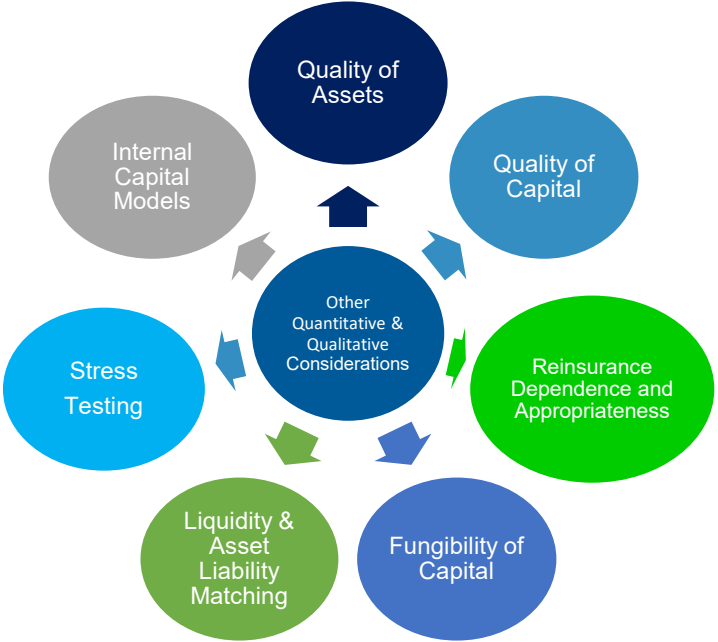 Quality of
Assets
Quality of
Capital
Reinsurance
Dependence and
Appropriateness
Fungibility of
Capital
Liquidity &
Asset
Liability
Matching
Stress
Testing
Internal
Capital
Models
Other
Quantitative &
Qualitative
Considerations